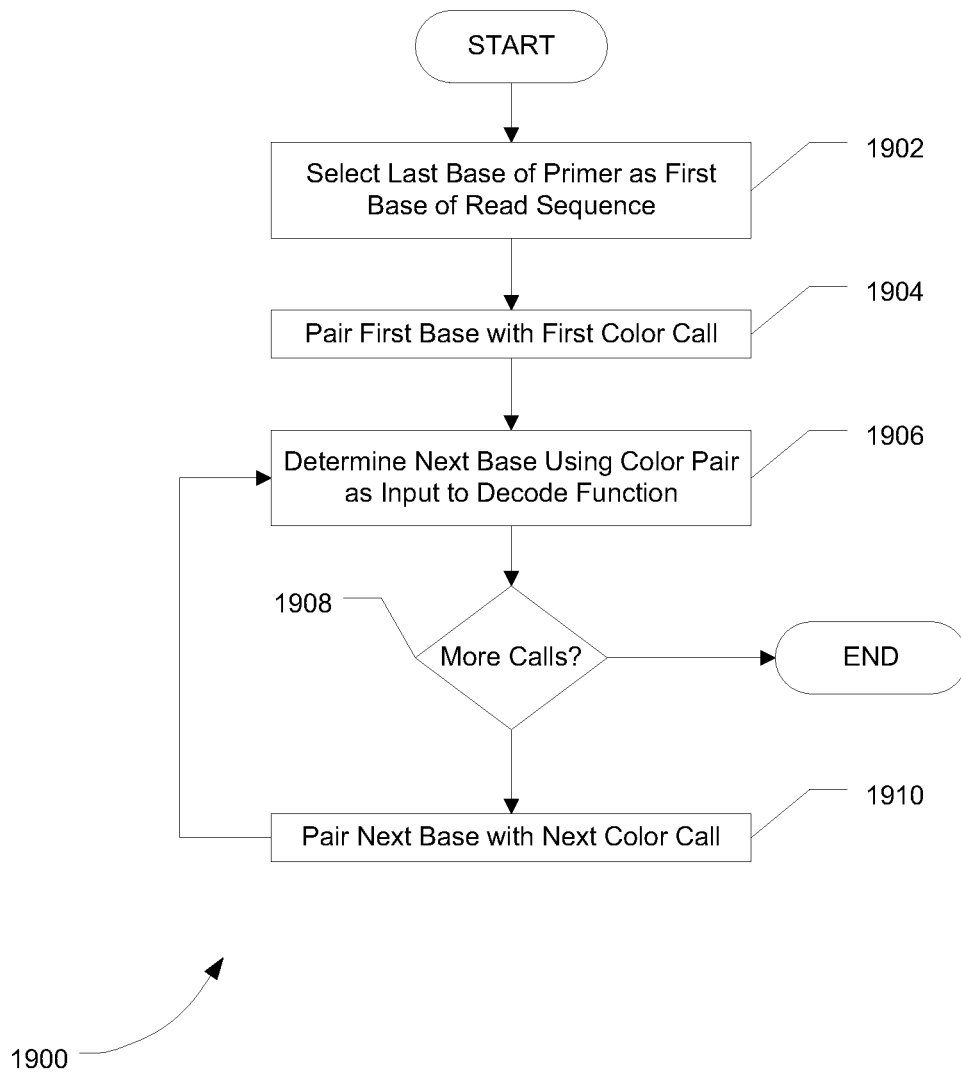 START
Select Last Base of Primer as First
Base of Read Sequence
1902
Pair First Base with First Color Call
1904
Determine Next Base Using Color Pair
as Input to Decode Function
1906
1908
More Calls?
END
Pair Next Base with Next Color Call
1910
1900